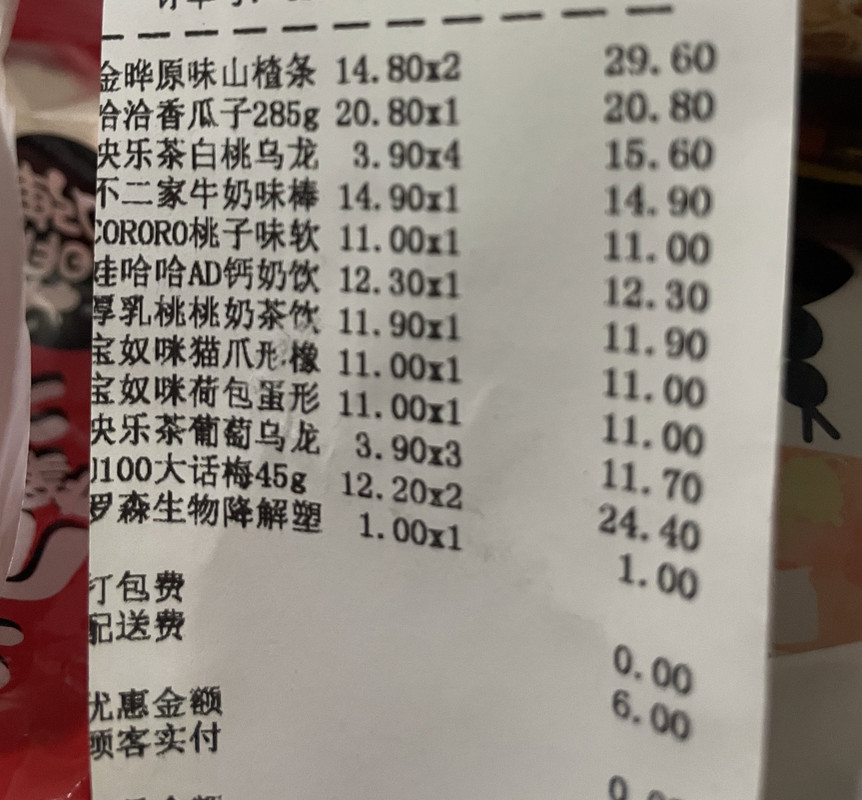 金晔原味山楂条 14.80x2 29.60
洽洽香瓜子285g 20.80x1 20.80
快乐茶白桃乌龙 3.90x4 15.60
不二家牛奶味棒 14.90x1 14.90
CORORO桃子味软 11.00x1 11.00
娃哈哈AD钙奶饮 12.30x1 12.30
厚乳桃桃奶茶饮 11.90x1 11.90
宝奴咪猫爪形橡 11.00x1 11.00
宝奴咪荷包蛋形 11.00x1 11.00
快乐茶葡萄乌龙 3.90x3 11.70
U100大话梅45g 12.20x2 24.40
罗森生物降解塑 1.00x1 1.00
打包费 0.00
配送费 6.00
优惠金额
顾客实付